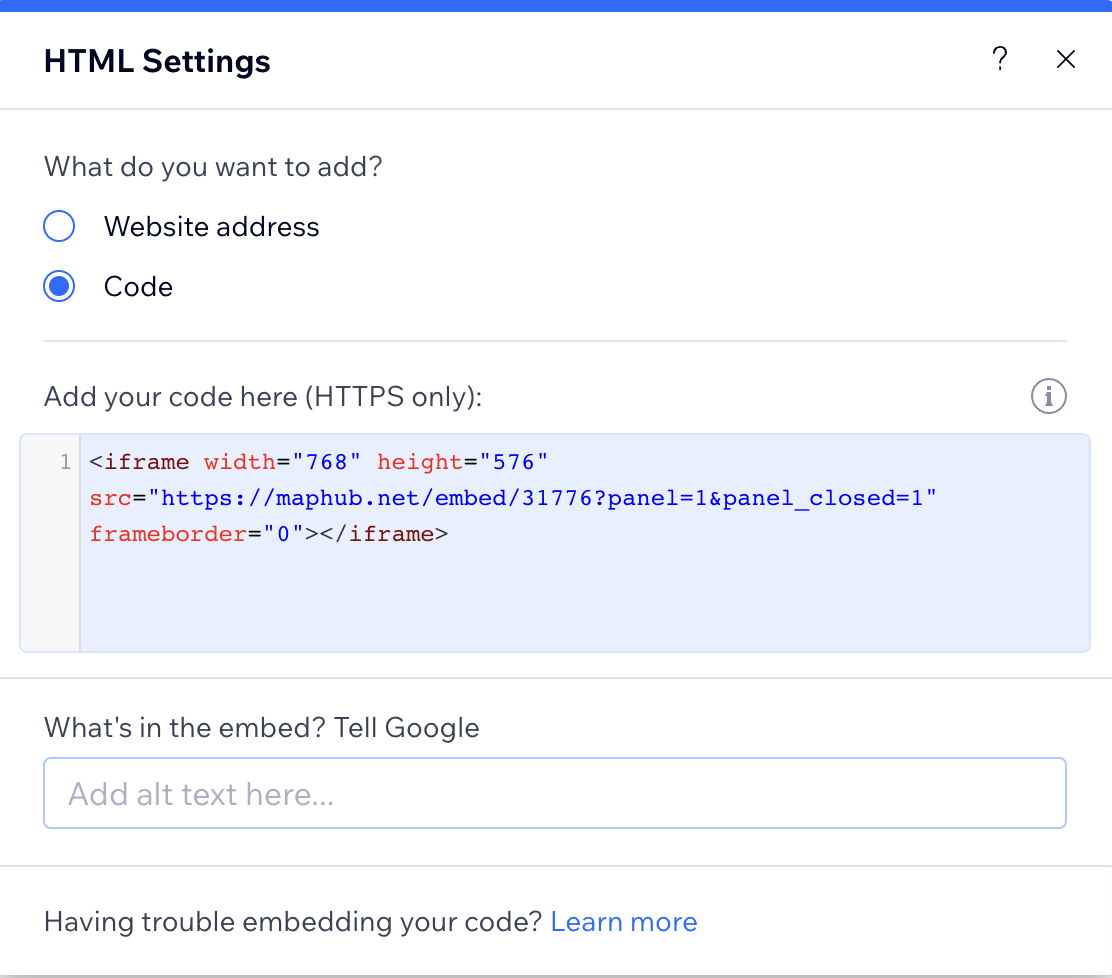 HTML Settings ? ×
What do you want to add?
Website address
Code
Add your code here (HTTPS only): i
1 <iframe width="768" height="576"
src="https://maphub.net/embed/31776?panel=1&panel_closed=1"
frameborder="0"></iframe>
What's in the embed? Tell Google
Add alt text here...
Having trouble embedding your code? Learn more